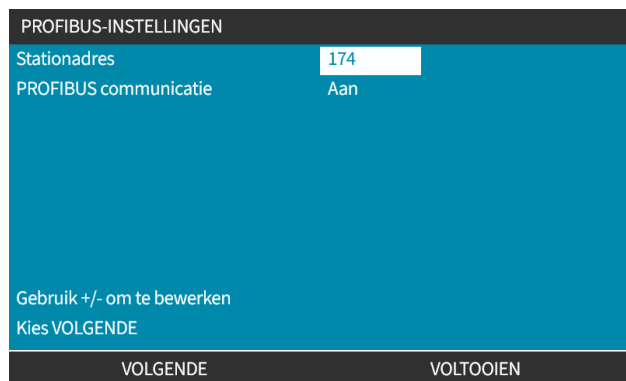 PROFIBUS-INSTELLINGEN
Stationadres 174
PROFIBUS communicatie Aan
Gebruik +/- om te bewerken
Kies VOLGENDE
VOLGENDE VOLTOOIEN